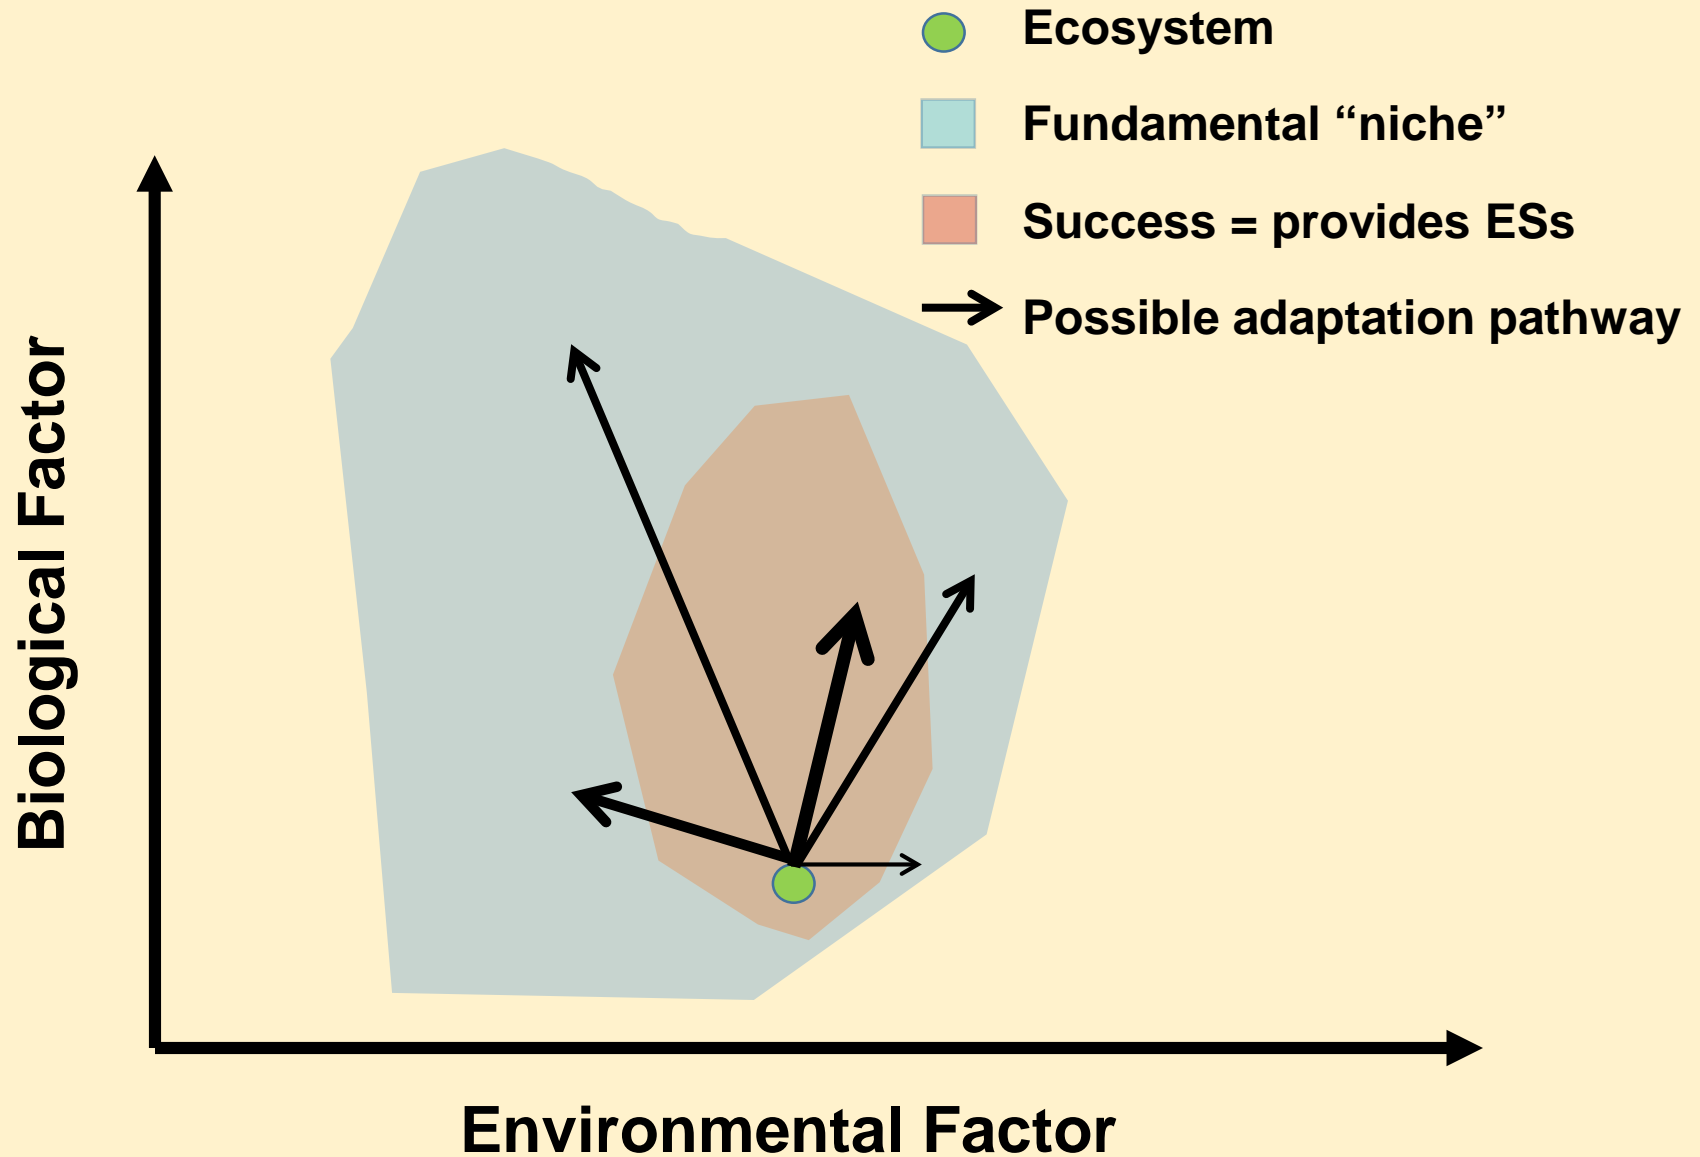 Ecosystem
Fundamental “niche”
Success = provides ESs
Possible adaptation pathway
Biological Factor
Environmental Factor